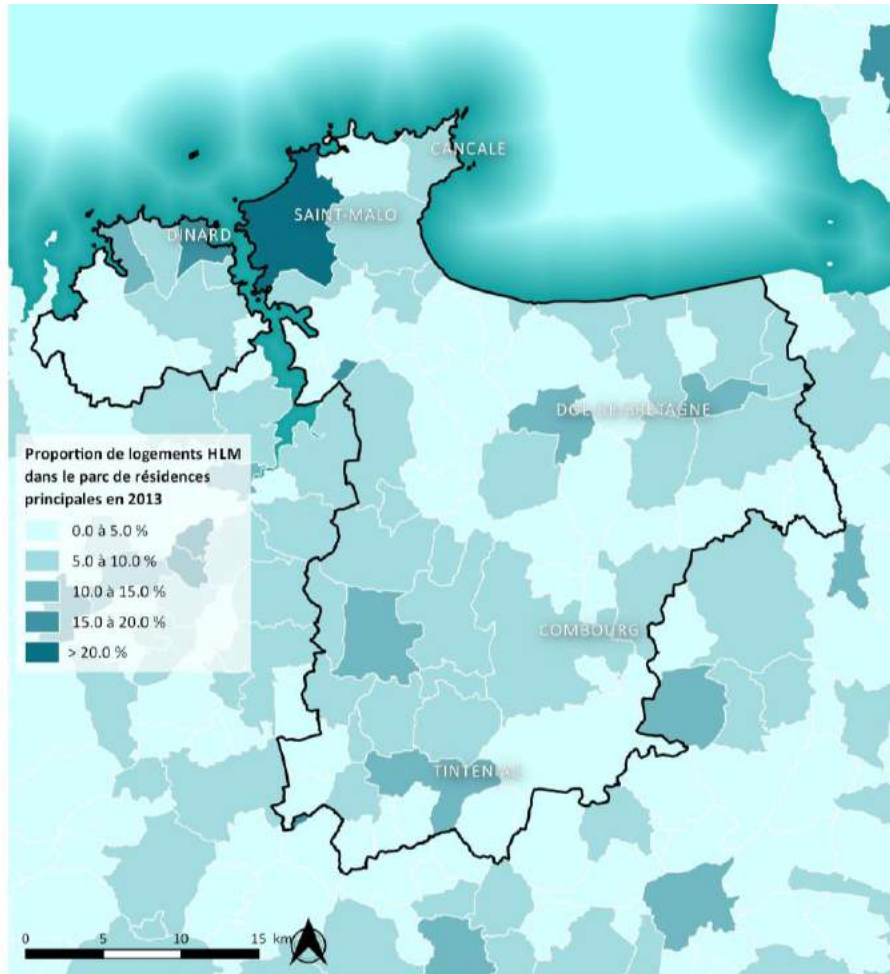 CANCALE
SAINT-MALO
DINARD
DOL-DE-BRETAGNE
Proportion de logements HLM
dans le parc de résidences
principales en 2013
0.0 à 5.0 %
5.0 à 10.0 %
10.0 à 15.0 %
15.0 à 20.0 %
> 20.0 %
COMBOURG
TINTENIAC
0 5 10 15 km